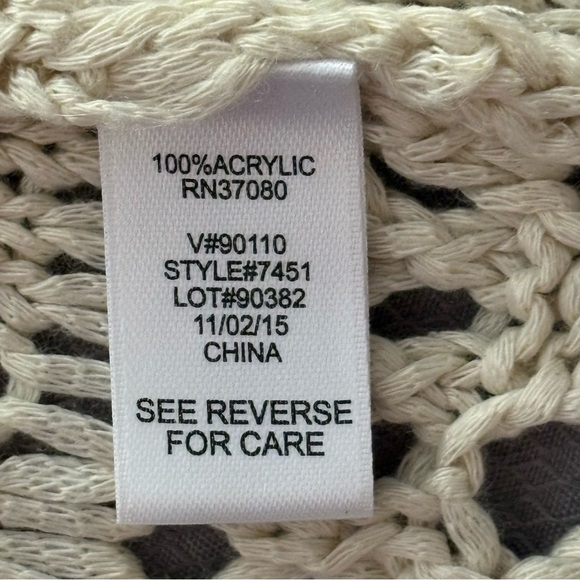 100%ACRYLIC
RN37080
V#90110
STYLE#7451
LOT#90382
11/02/15
CHINA
SEE REVERSE
FOR CARE